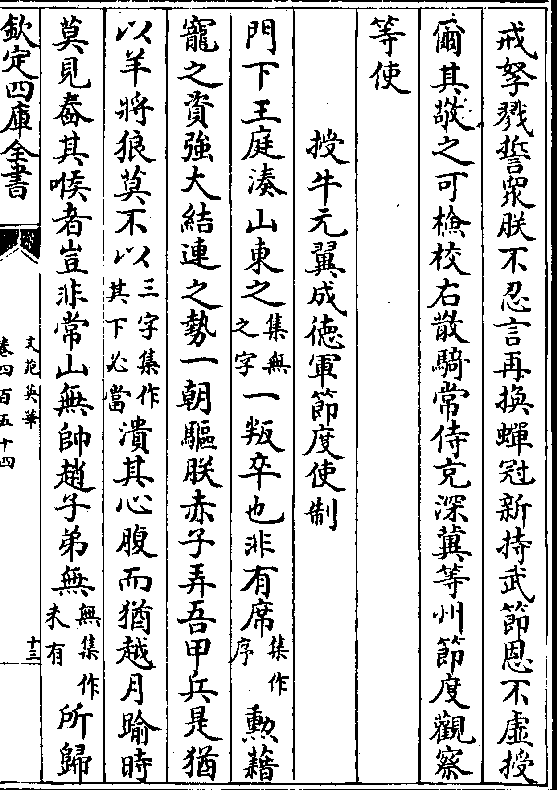 戒孥戮誓衆朕不忍言再換蟬冠新持武節恩不虛授
爾其敬之可檢校右散騎常侍充深冀等州節度觀察
等使
授牛元翼成德軍節度使制
門下王庭湊山東之集無之字一叛卒也非有席集作序勲籍
寵之資強大結連之勢一朝驅朕赤子弄吾甲兵是猶
以羊將狼莫不以三字集作其下必當潰其心腹而猶越月踰時
莫見舂其喉者豈非常山無帥趙子弟無無集作未有所歸
欽定四庫全書
文苑英華
卷四百五十四
十三